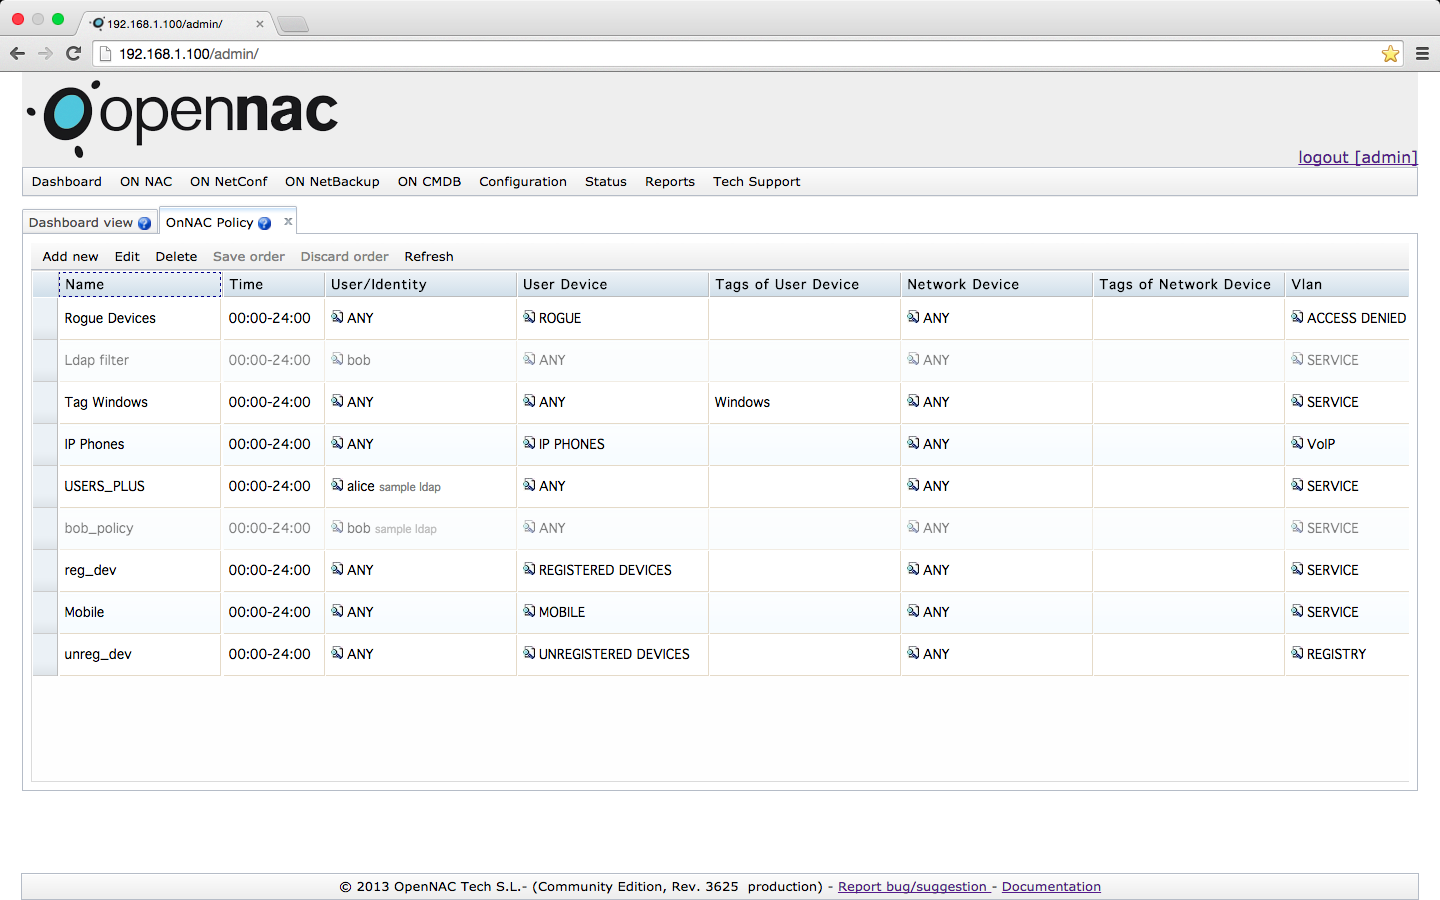 192.168.1.100/admin/
192.168.1.100/admin/
opennac
logout [admin]
Dashboard ON NAC ON NetConf ON NetBackup ON CMDB Configuration Status Reports Tech Support
Dashboard view ? OnNAC Policy ?
Add new Edit Delete Save order Discard order Refresh
Name Time User/Identity User Device Tags of User Device Network Device Tags of Network Device Vlan
Rogue Devices 00:00-24:00 ANY ROGUE ANY ACCESS DENIED
Ldap filter 00:00-24:00 bob ANY ANY SERVICE
Tag Windows 00:00-24:00 ANY ANY Windows ANY SERVICE
IP Phones 00:00-24:00 ANY IP PHONES ANY VoIP
USERS_PLUS 00:00-24:00 alice sample ldap ANY ANY SERVICE
bob_policy 00:00-24:00 bob sample ldap ANY ANY SERVICE
reg_dev 00:00-24:00 ANY REGISTERED DEVICES ANY SERVICE
Mobile 00:00-24:00 ANY MOBILE ANY SERVICE
unreg_dev 00:00-24:00 ANY UNREGISTERED DEVICES ANY REGISTRY
© 2013 OpenNAC Tech S.L.- (Community Edition, Rev. 3625 production) - Report bug/suggestion - Documentation